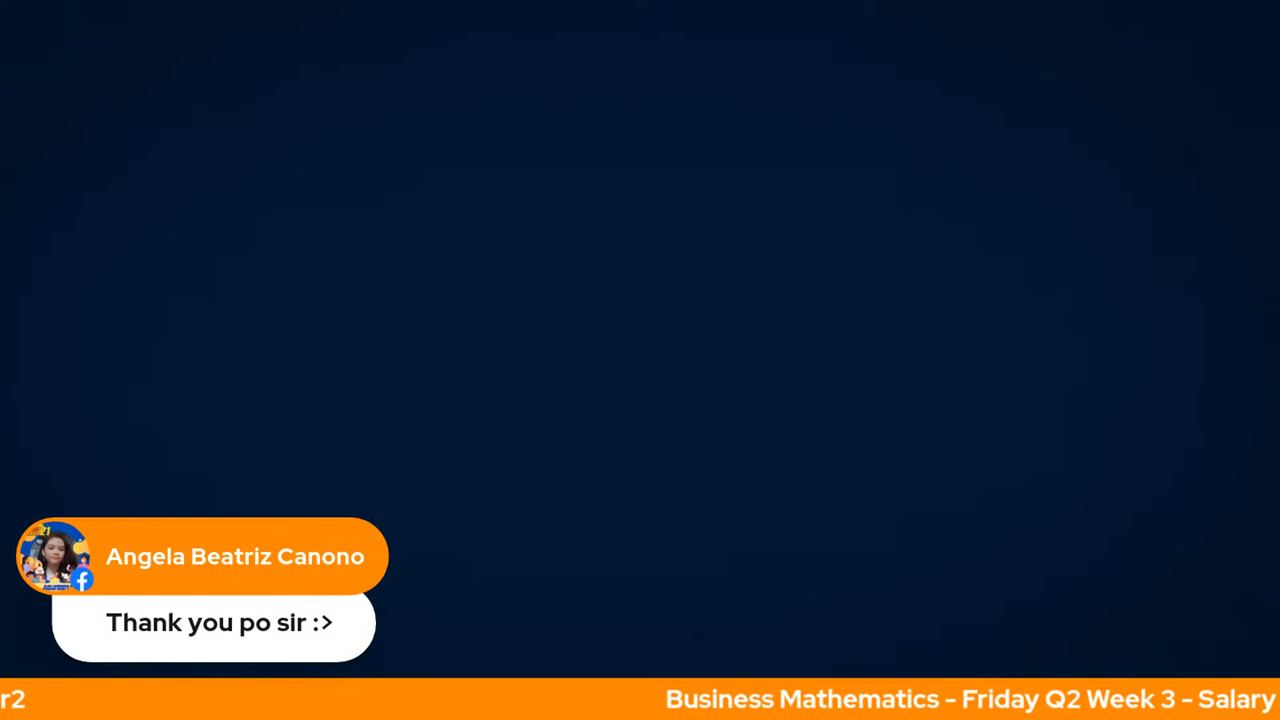 Angela Beatriz Canono
Thank you po sir :>
r2
Business Mathematics - Friday Q2 Week 3 - Salary